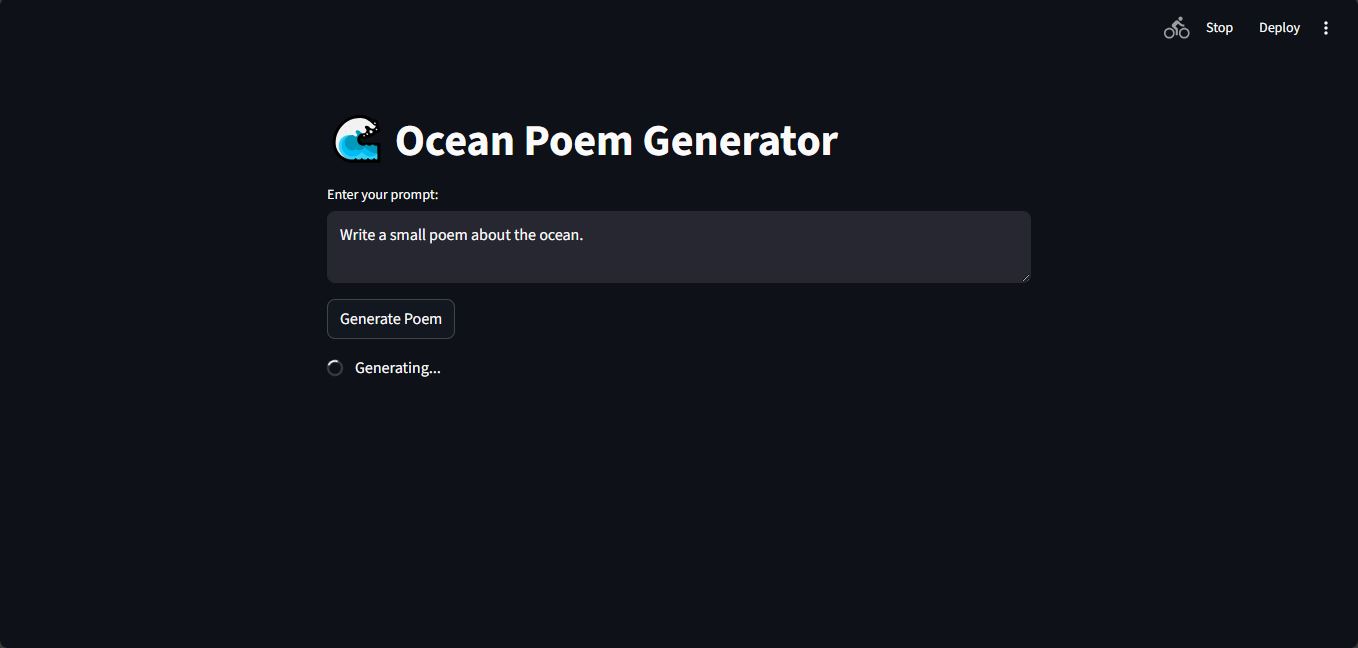 Stop Deploy
Ocean Poem Generator
Enter your prompt:
Write a small poem about the ocean.
Generate Poem
Generating...